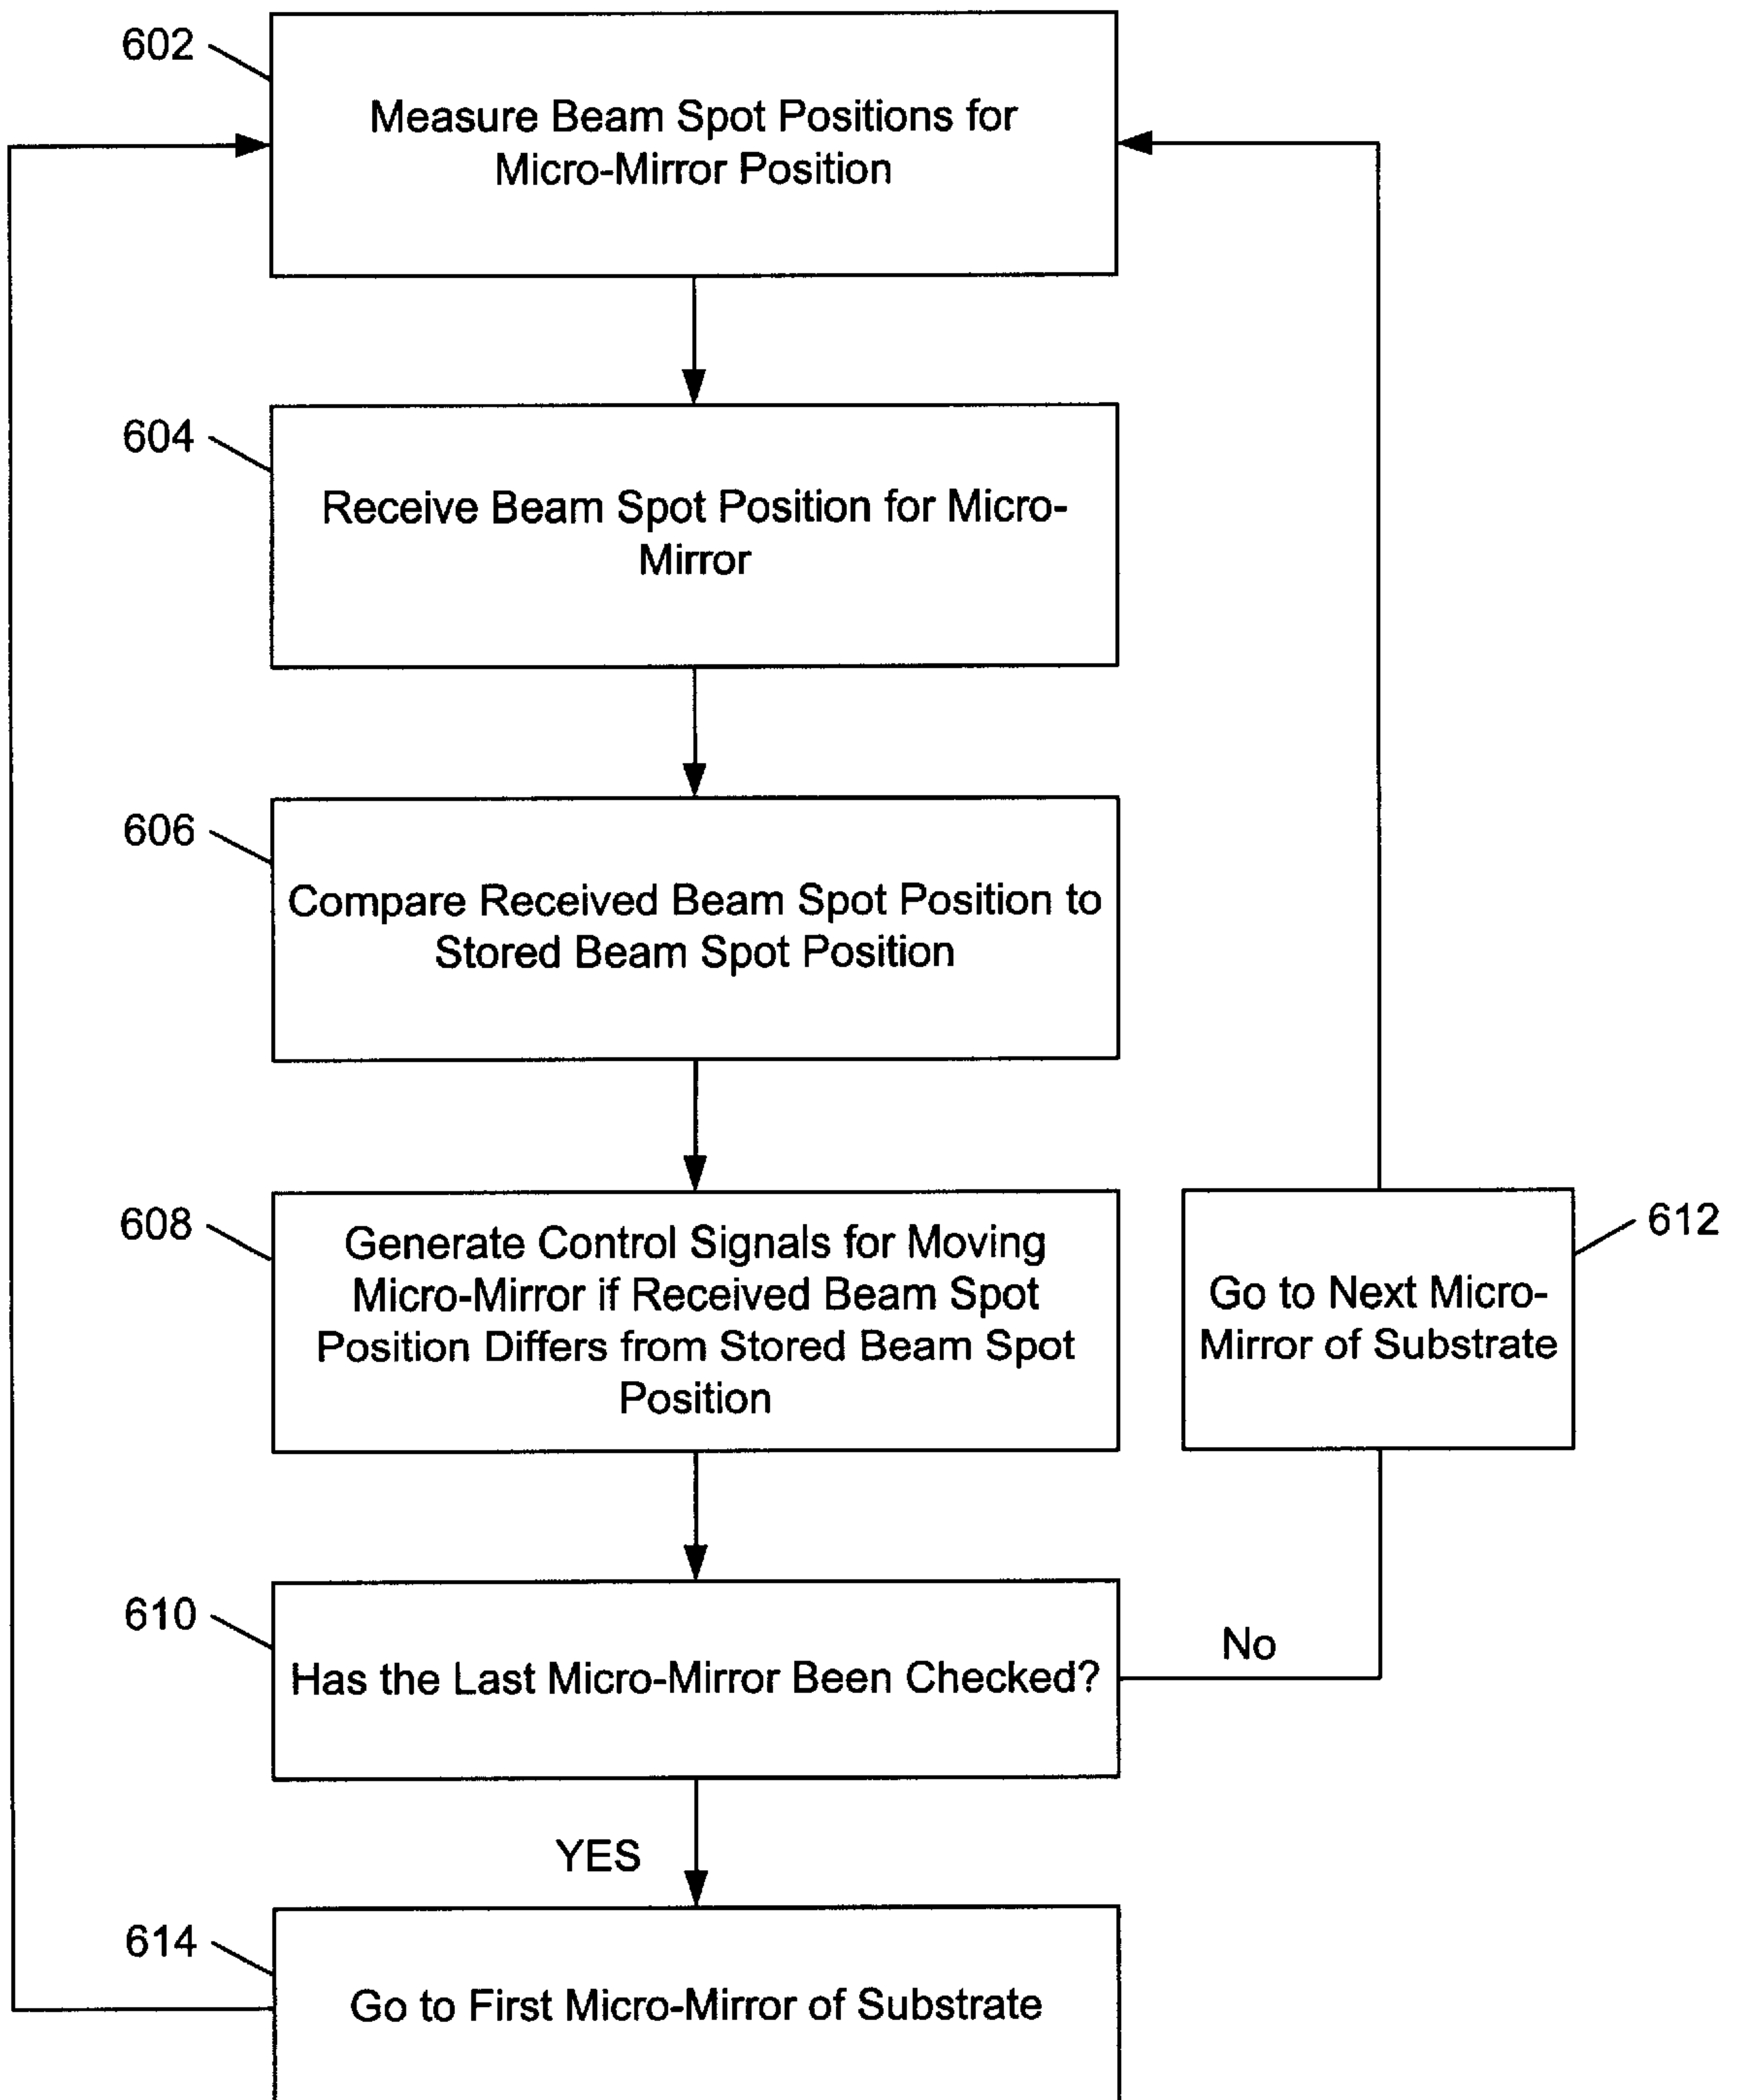 602
Measure Beam Spot Positions for
Micro-Mirror Position
604
Receive Beam Spot Position for Micro-
Mirror
606
Compare Received Beam Spot Position to
Stored Beam Spot Position
608
Generate Control Signals for Moving
Micro-Mirror if Received Beam Spot
Position Differs from Stored Beam Spot
Position
612
Go to Next Micro-
Mirror of Substrate
610
Has the Last Micro-Mirror Been Checked?
No
YES
614
Go to First Micro-Mirror of Substrate